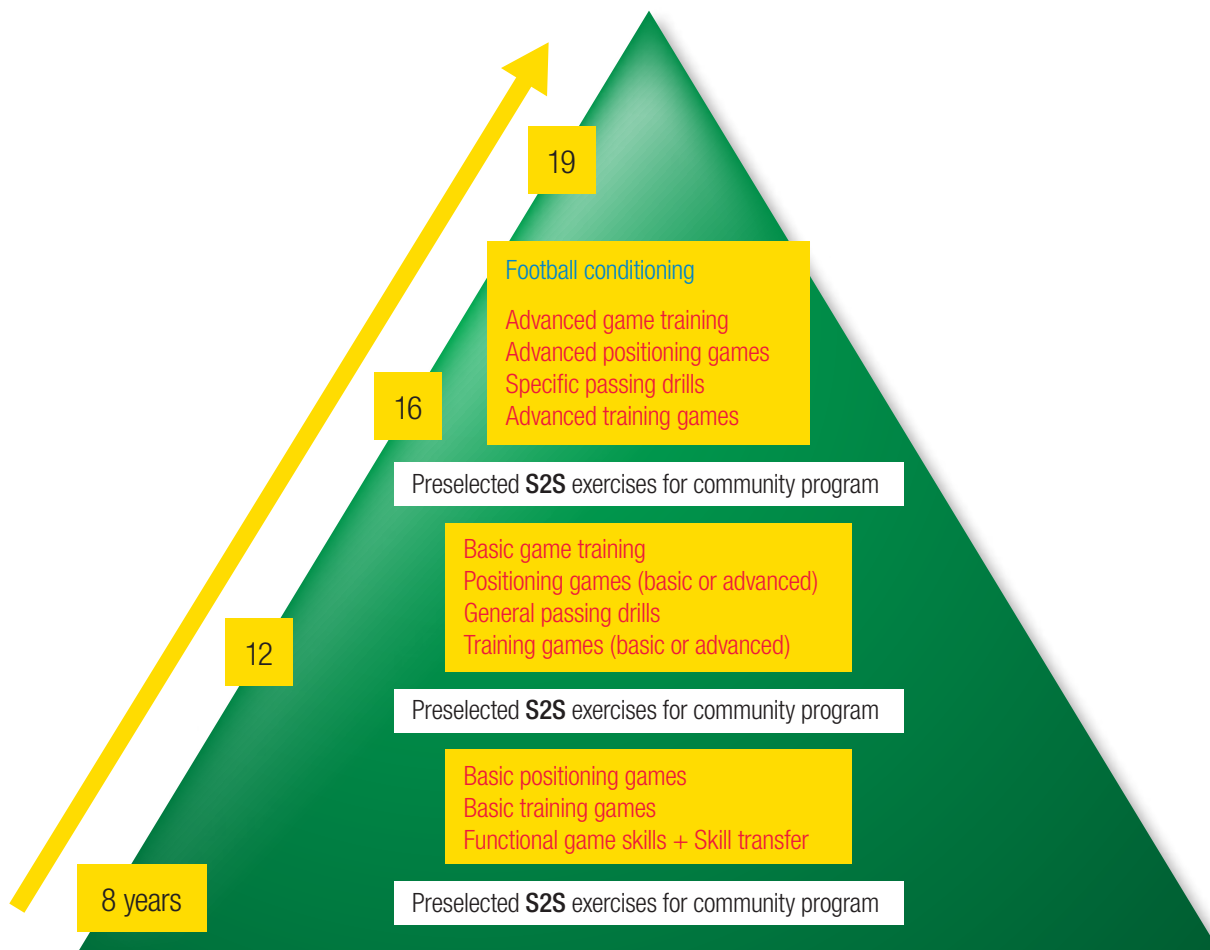 19
Football conditioning
Advanced game training
Advanced positioning games
Specific passing drills
Advanced training games
16
Preselected S2S exercises for community program
Basic game training
Positioning games (basic or advanced)
General passing drills
Training games (basic or advanced)
12
Preselected S2S exercises for community program
Basic positioning games
Basic training games
Functional game skills + Skill transfer
8 years
Preselected S2S exercises for community program